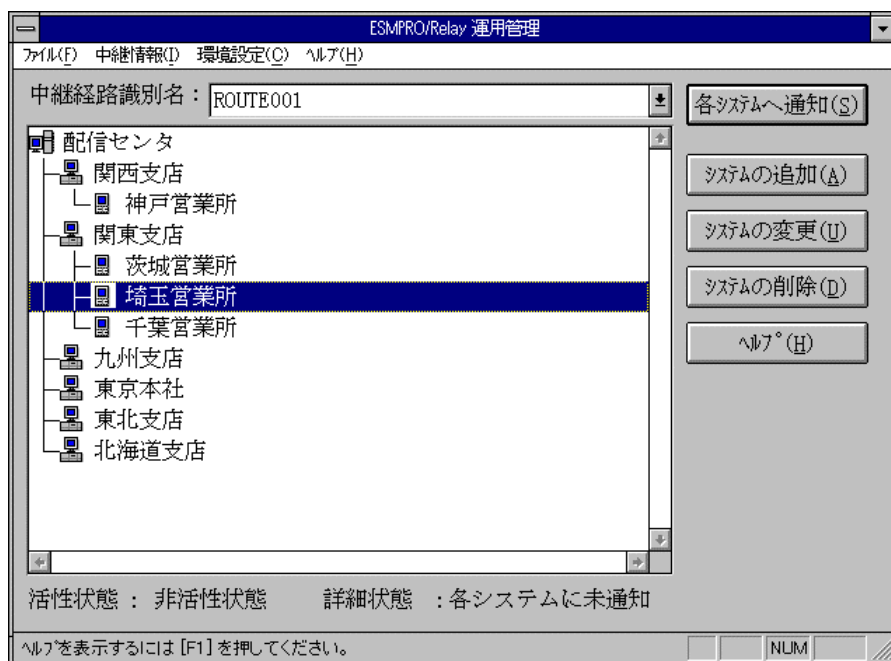 ESMPRO/Relay 運用管理
ﾌｧｲﾙ(F) 中継情報(I) 環境設定(C) ﾍﾙﾌﾟ(H)
中継経路識別名：ROUTE001
各ｼｽﾃﾑへ通知(S)
配信センタ
関西支店
ｼｽﾃﾑの追加(A)
神戸営業所
関東支店
ｼｽﾃﾑの変更(U)
茨城営業所
埼玉営業所
ｼｽﾃﾑの削除(D)
千葉営業所
ﾍﾙﾌﾟ(H)
九州支店
東京本社
東北支店
北海道支店
活性状態 ： 非活性状態 詳細状態 ：各システムに未通知
ﾍﾙﾌﾟを表示するには [F1] を押してください。 NUM